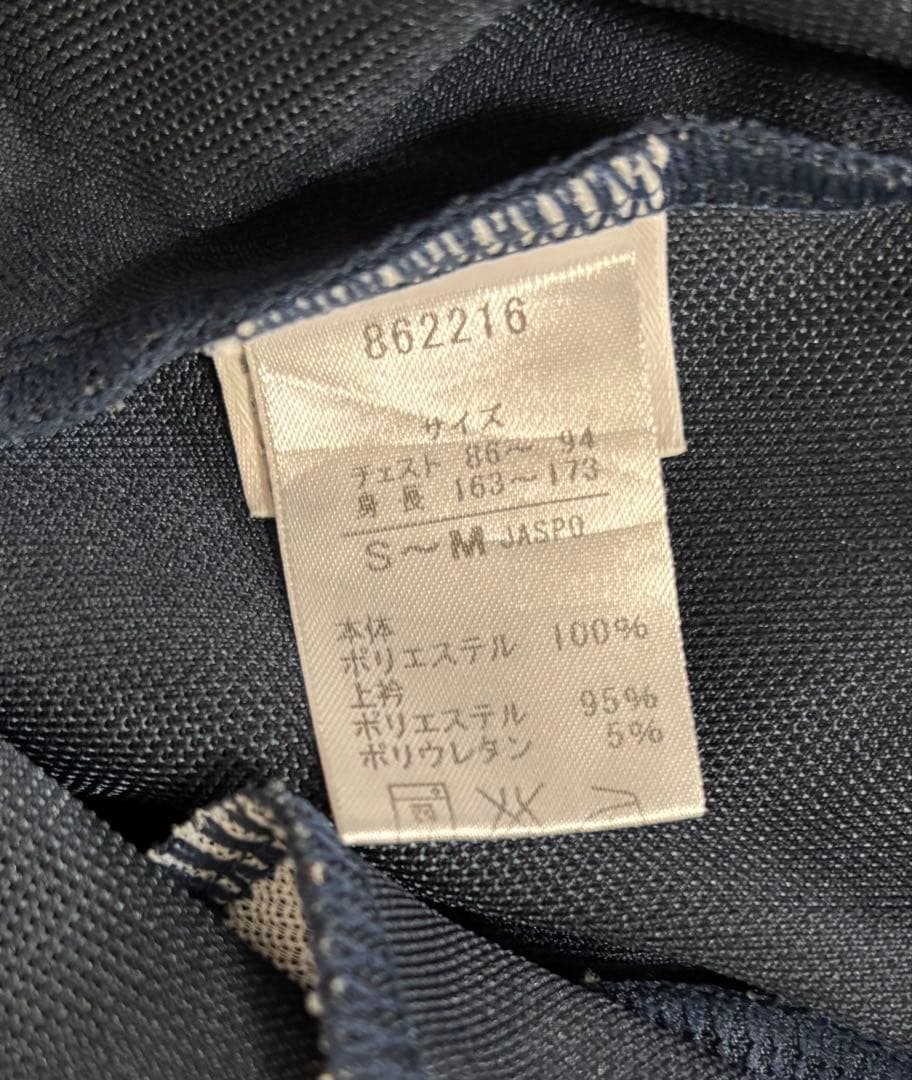 862216
サイズ
チェスト 86～ 94
身長 163～173
S～M JASPO
本体
ポリエステル 100%
上衿
ポリエステル 95%
ポリウレタン 5%